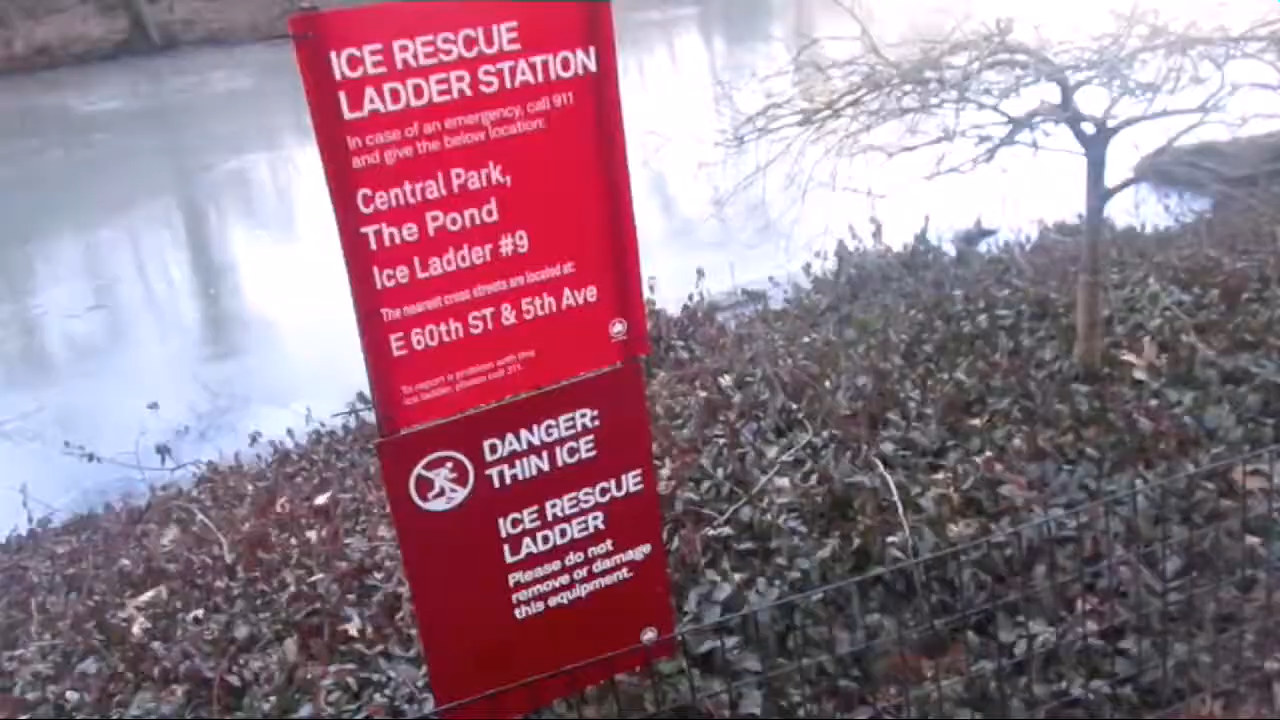 ICE RESCUE
LADDER STATION
In case of an emergency, call 911
and give the below location:
Central Park,
The Pond
Ice Ladder #9
The nearest cross streets are located at:
E 60th ST & 5th Ave
To report a problem with this
ice ladder, please call 311.
DANGER:
THIN ICE
ICE RESCUE
LADDER
Please do not
remove or damage
this equipment.